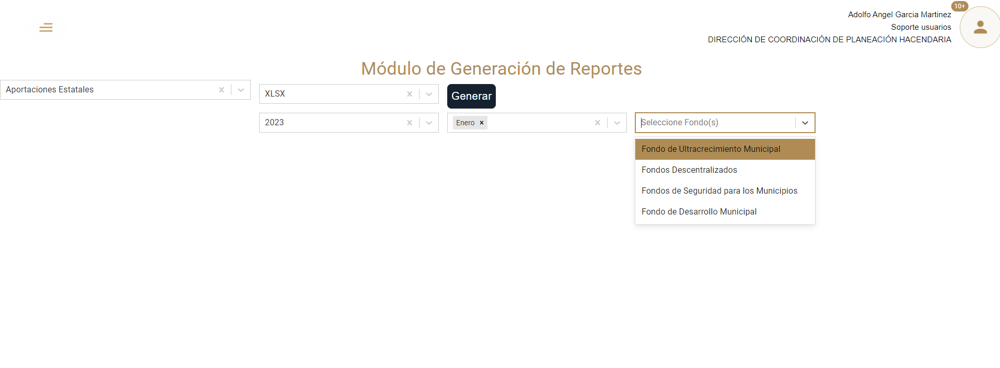 10+
Adolfo Angel Garcia Martinez
Soporte usuarios
DIRECCIÓN DE COORDINACIÓN DE PLANEACIÓN HACENDARIA
Módulo de Generación de Reportes
Aportaciones Estatales
XLSX
Generar
2023
Enero
Seleccione Fondo(s)
Fondo de Ultracrecimiento Municipal
Fondos Descentralizados
Fondos de Seguridad para los Municipios
Fondo de Desarrollo Municipal